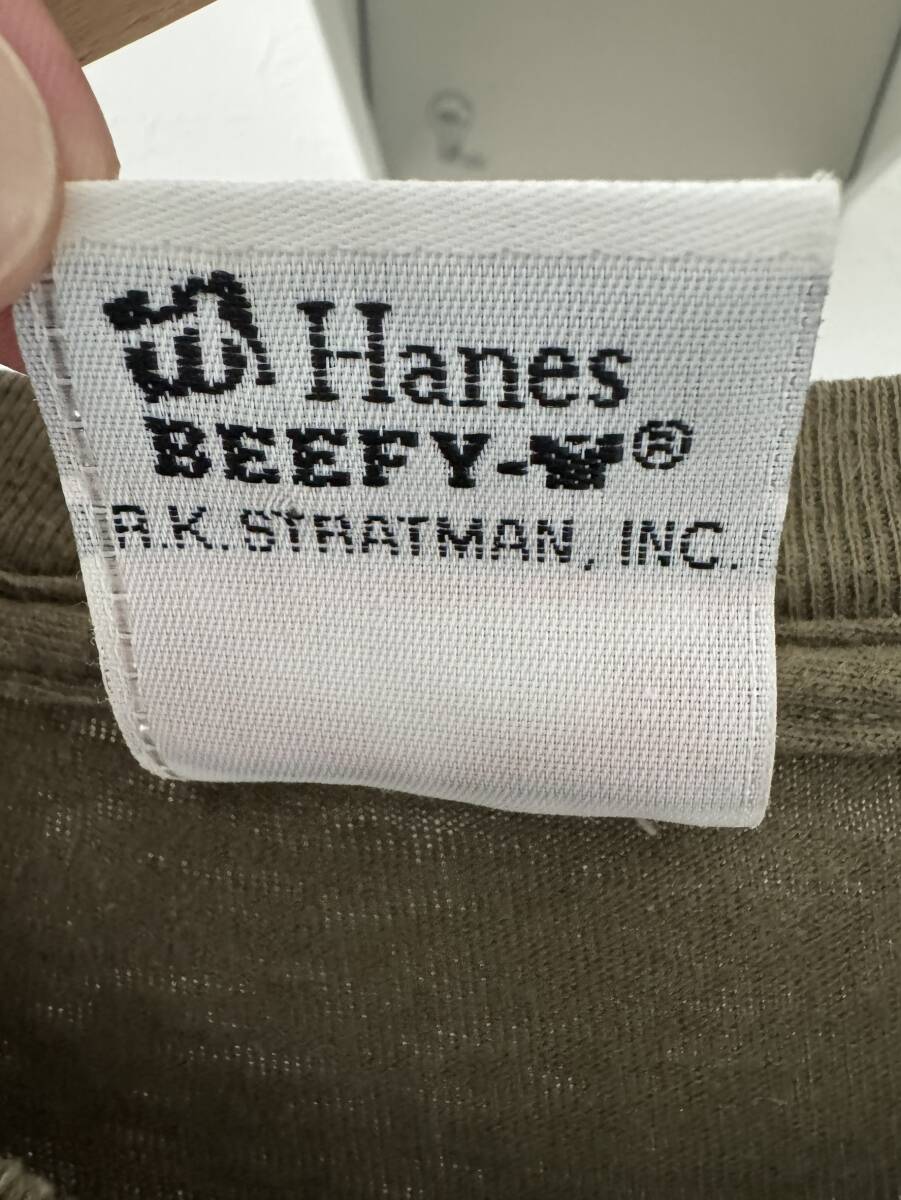 Hanes
BEEFY-T®
R.K. STRATMAN, INC.